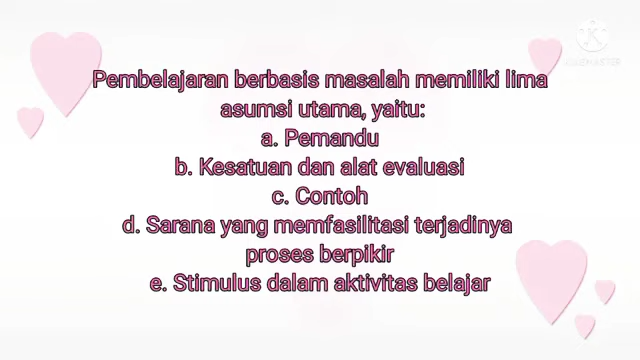 Pembelajaran berbasis masalah memiliki lima
asumsi utama, yaitu:
a. Pemandu
b. Kesatuan dan alat evaluasi
c. Contoh
d. Sarana yang memfasilitasi terjadinya
proses berpikir
e. Stimulus dalam aktivitas belajar
KINEMASTER